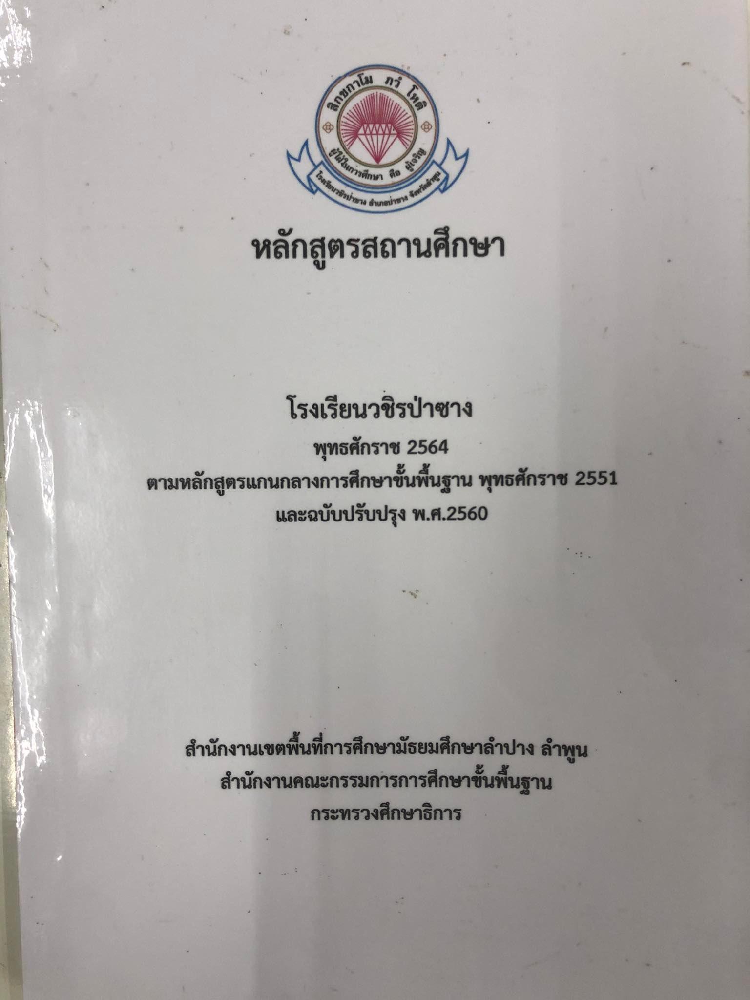 สิกขกาโม ภวํ โหติ
ผู้ใฝ่ในการศึกษา คือ ผู้เจริญ
โรงเรียนวชิรป่าซาง อำเภอป่าซาง จังหวัดลำพูน
หลักสูตรสถานศึกษา
โรงเรียนวชิรป่าซาง
พุทธศักราช 2564
ตามหลักสูตรแกนกลางการศึกษาขั้นพื้นฐาน พุทธศักราช 2551
และฉบับปรับปรุง พ.ศ.2560
สำนักงานเขตพื้นที่การศึกษามัธยมศึกษาลำปาง ลำพูน
สำนักงานคณะกรรมการการศึกษาขั้นพื้นฐาน
กระทรวงศึกษาธิการ